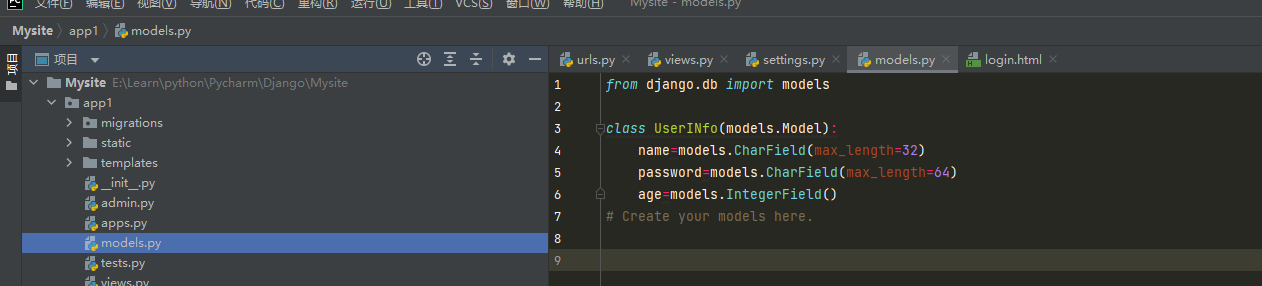 文件(F) 编辑(E) 视图(V) 导航(N) 代码(C) 重构(R) 运行(U) 工具(T) VCS(S) 窗口(W) 帮助(H) Mysite - models.py
Mysite app1 models.py
项目
项目
urls.py views.py settings.py models.py login.html
Mysite E:\Learn\python\Pycharm\Django\Mysite
app1
migrations
static
templates
__init__.py
admin.py
apps.py
models.py
tests.py
views.py
1 from django.db import models
2
3 class UserINfo(models.Model):
4 name=models.CharField(max_length=32)
5 password=models.CharField(max_length=64)
6 age=models.IntegerField()
7 # Create your models here.
8
9